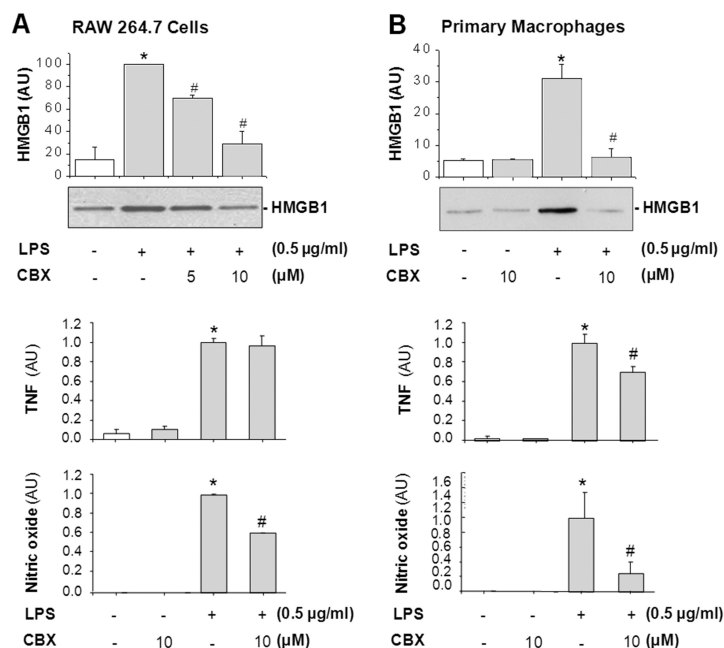 A RAW 264.7 Cells
HMGB1 (AU)
100
80
60
40
20
0
*
#
#
- HMGB1
LPS - + + + (0.5 µg/ml)
CBX - - 5 10 (µM)
TNF (AU)
1.2
1.0
0.8
0.6
0.4
0.2
0.0
*
Nitric oxide (AU)
1.2
1.0
0.8
0.6
0.4
0.2
0.0
*
#
LPS - - + + (0.5 µg/ml)
CBX - 10 - 10 (µM)
B Primary Macrophages
HMGB1 (AU)
40
30
20
10
0
*
#
- HMGB1
LPS - - + + (0.5 µg/ml)
CBX - 10 - 10 (µM)
TNF (AU)
1.2
1.0
0.8
0.6
0.4
0.2
0.0
*
#
Nitric oxide (AU)
1.6
1.2
1.0
0.8
0.6
0.4
0.2
0.0
*
#
LPS - - + + (0.5 µg/ml)
CBX - 10 - 10 (µM)